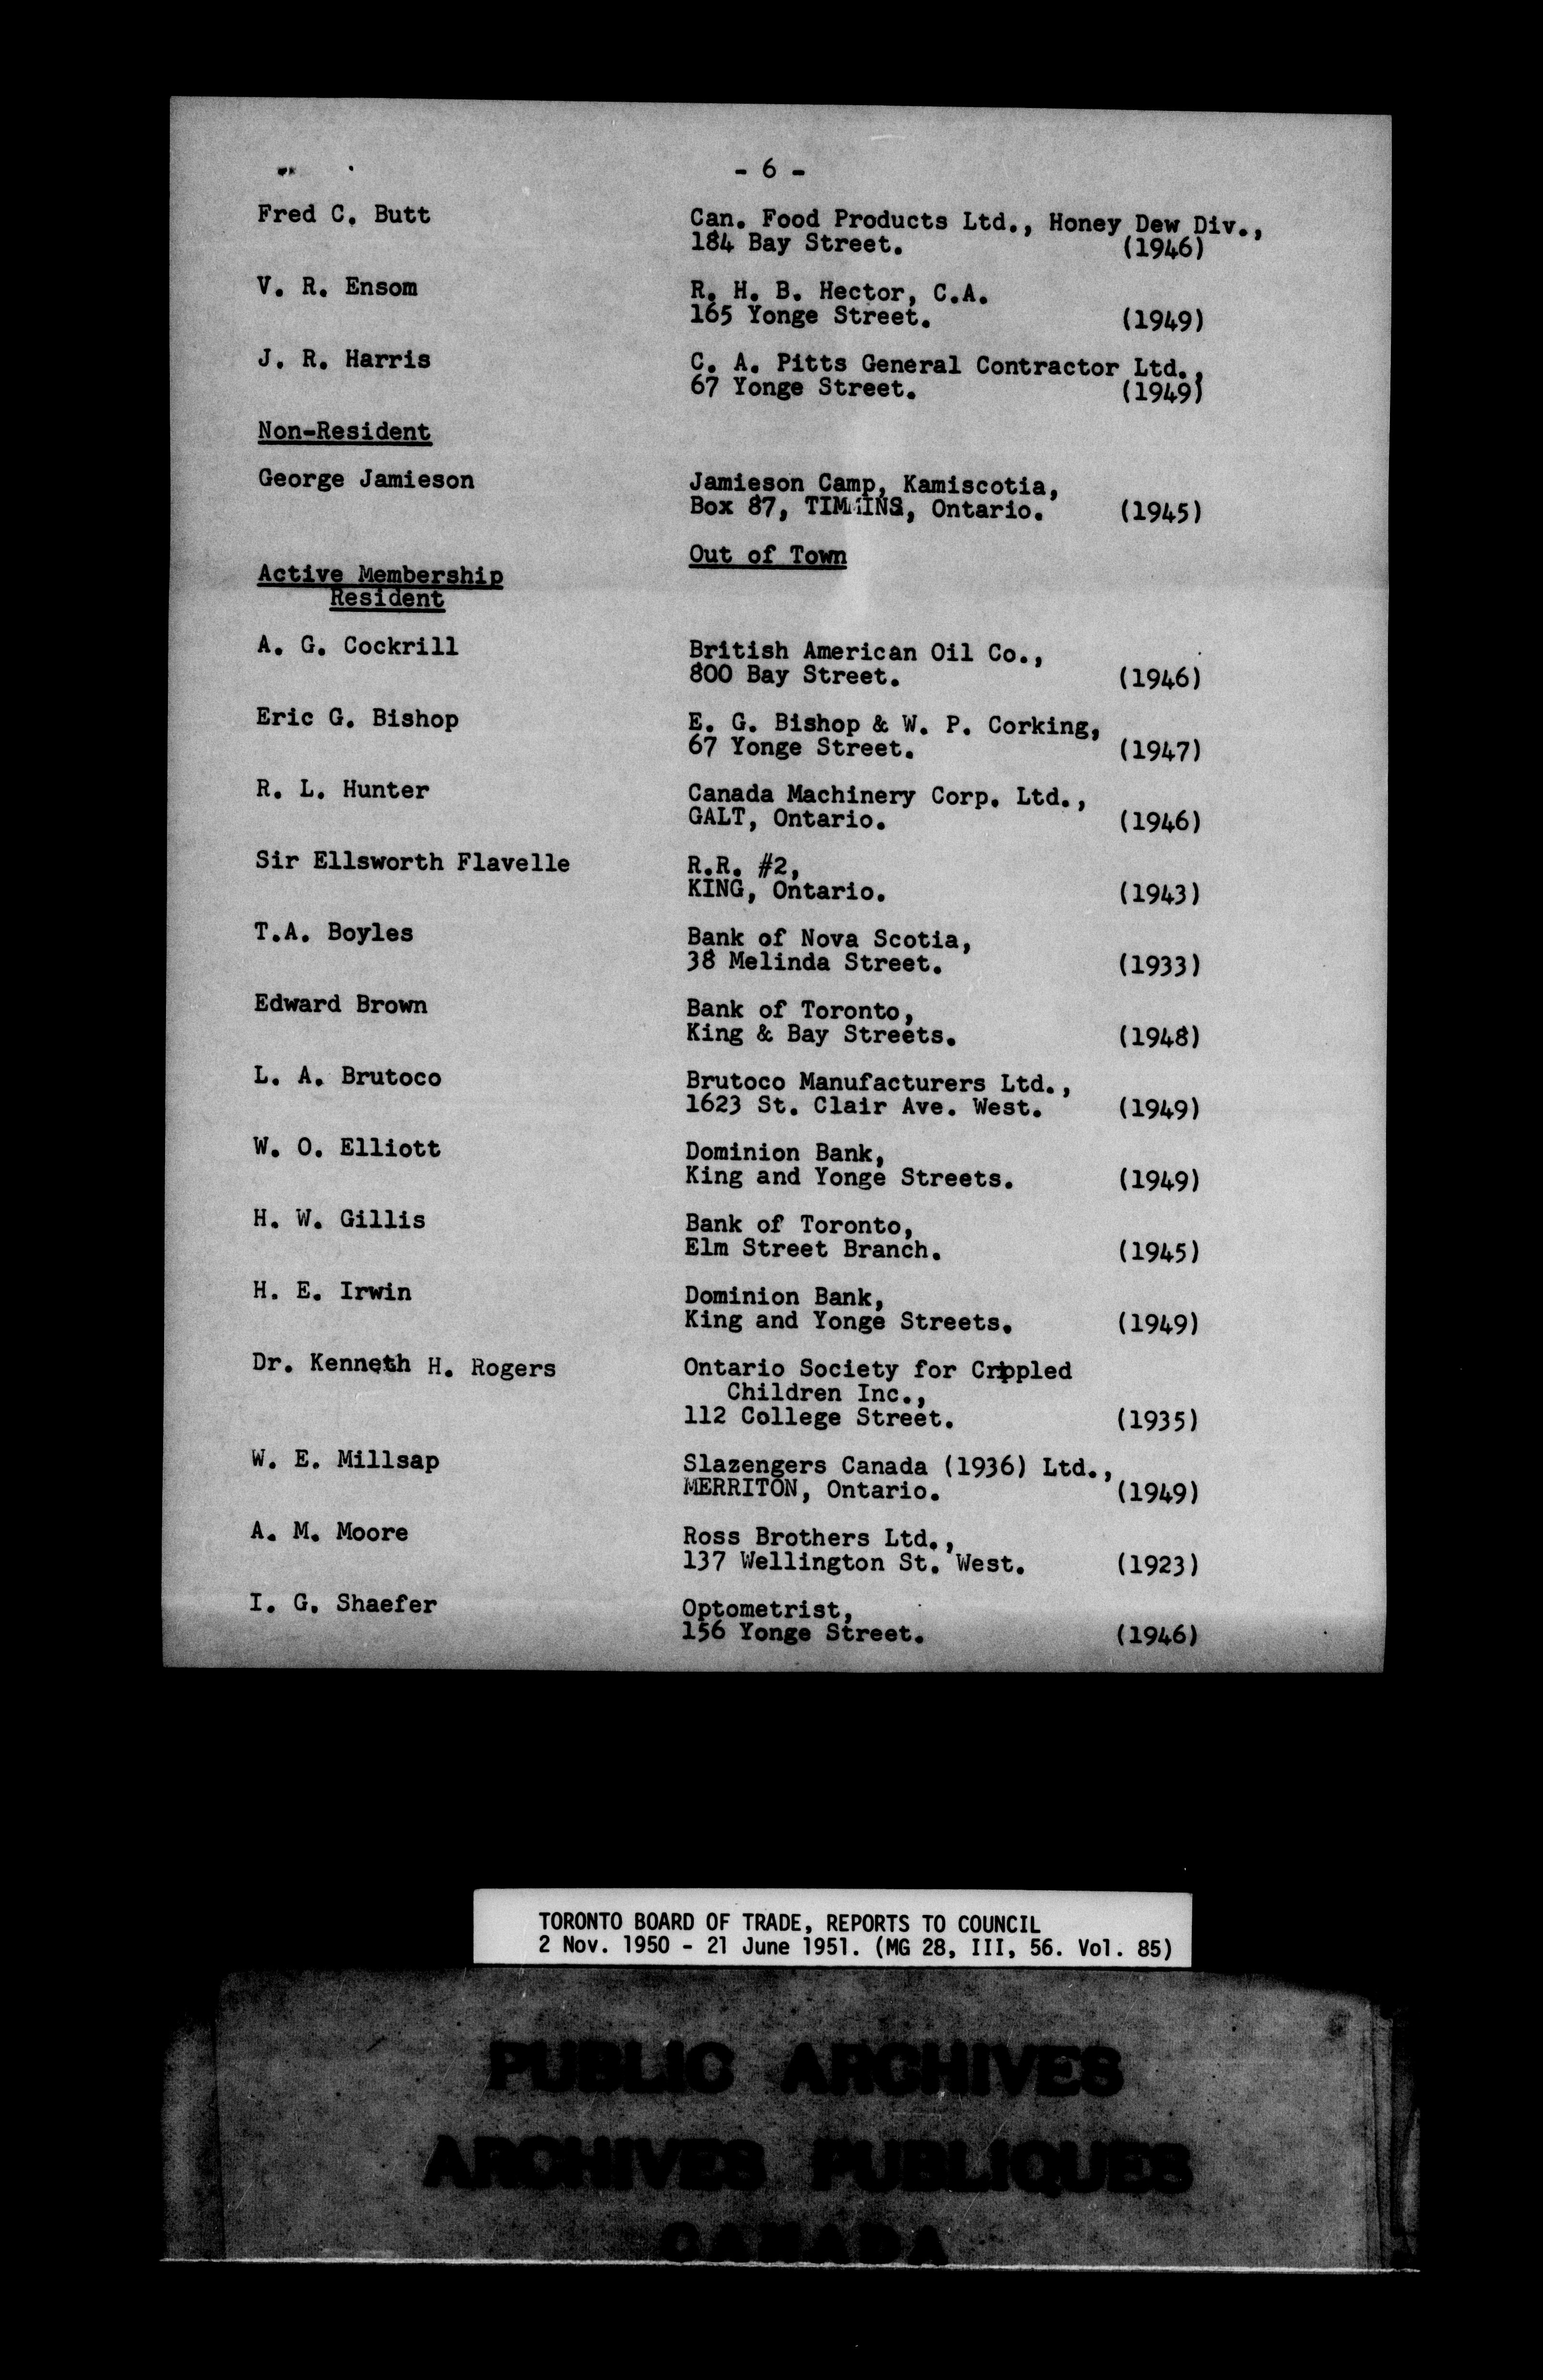 - 6 -
Fred C. Butt Can. Food Products Ltd., Honey Dew Div.,
184 Bay Street. (1946)
V. R. Ensom R. H. B. Hector, C.A.
165 Yonge Street. (1949)
J. R. Harris C. A. Pitts General Contractor Ltd.,
67 Yonge Street. (1949)
Non-Resident
George Jamieson Jamieson Camp, Kamiscotia,
Box 87, TIMMINS, Ontario. (1945)
Out of Town
Active Membership
Resident
A. G. Cockrill British American Oil Co.,
800 Bay Street. (1946)
Eric G. Bishop E. G. Bishop & W. P. Corking,
67 Yonge Street. (1947)
R. L. Hunter Canada Machinery Corp. Ltd.,
GALT, Ontario. (1946)
Sir Ellsworth Flavelle R.R. #2,
KING, Ontario. (1943)
T.A. Boyles Bank of Nova Scotia,
38 Melinda Street. (1933)
Edward Brown Bank of Toronto,
King & Bay Streets. (1948)
L. A. Brutoco Brutoco Manufacturers Ltd.,
1623 St. Clair Ave. West. (1949)
W. O. Elliott Dominion Bank,
King and Yonge Streets. (1949)
H. W. Gillis Bank of Toronto,
Elm Street Branch. (1945)
H. E. Irwin Dominion Bank,
King and Yonge Streets. (1949)
Dr. Kenneth H. Rogers Ontario Society for Crippled
Children Inc.,
112 College Street. (1935)
W. E. Millsap Slazengers Canada (1936) Ltd.,
MERRITON, Ontario. (1949)
A. M. Moore Ross Brothers Ltd.,
137 Wellington St. West. (1923)
I. G. Shaefer Optometrist,
156 Yonge Street. (1946)
TORONTO BOARD OF TRADE, REPORTS TO COUNCIL
2 Nov. 1950 - 21 June 1951. (MG 28, III, 56. Vol. 85)
PUBLIC ARCHIVES
ARCHIVES PUBLIQUES
CANADA